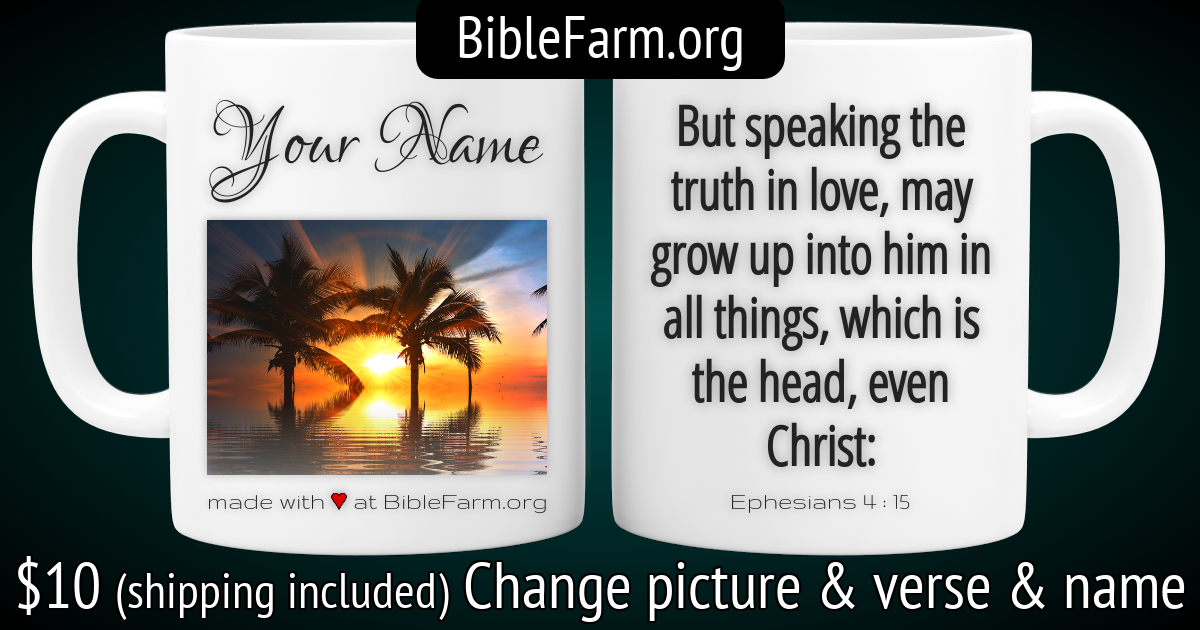 BibleFarm.org
Your Name
made with ♥ at BibleFarm.org
But speaking the
truth in love, may
grow up into him in
all things, which is
the head, even
Christ:
Ephesians 4 : 15
$10 (shipping included) Change picture & verse & name